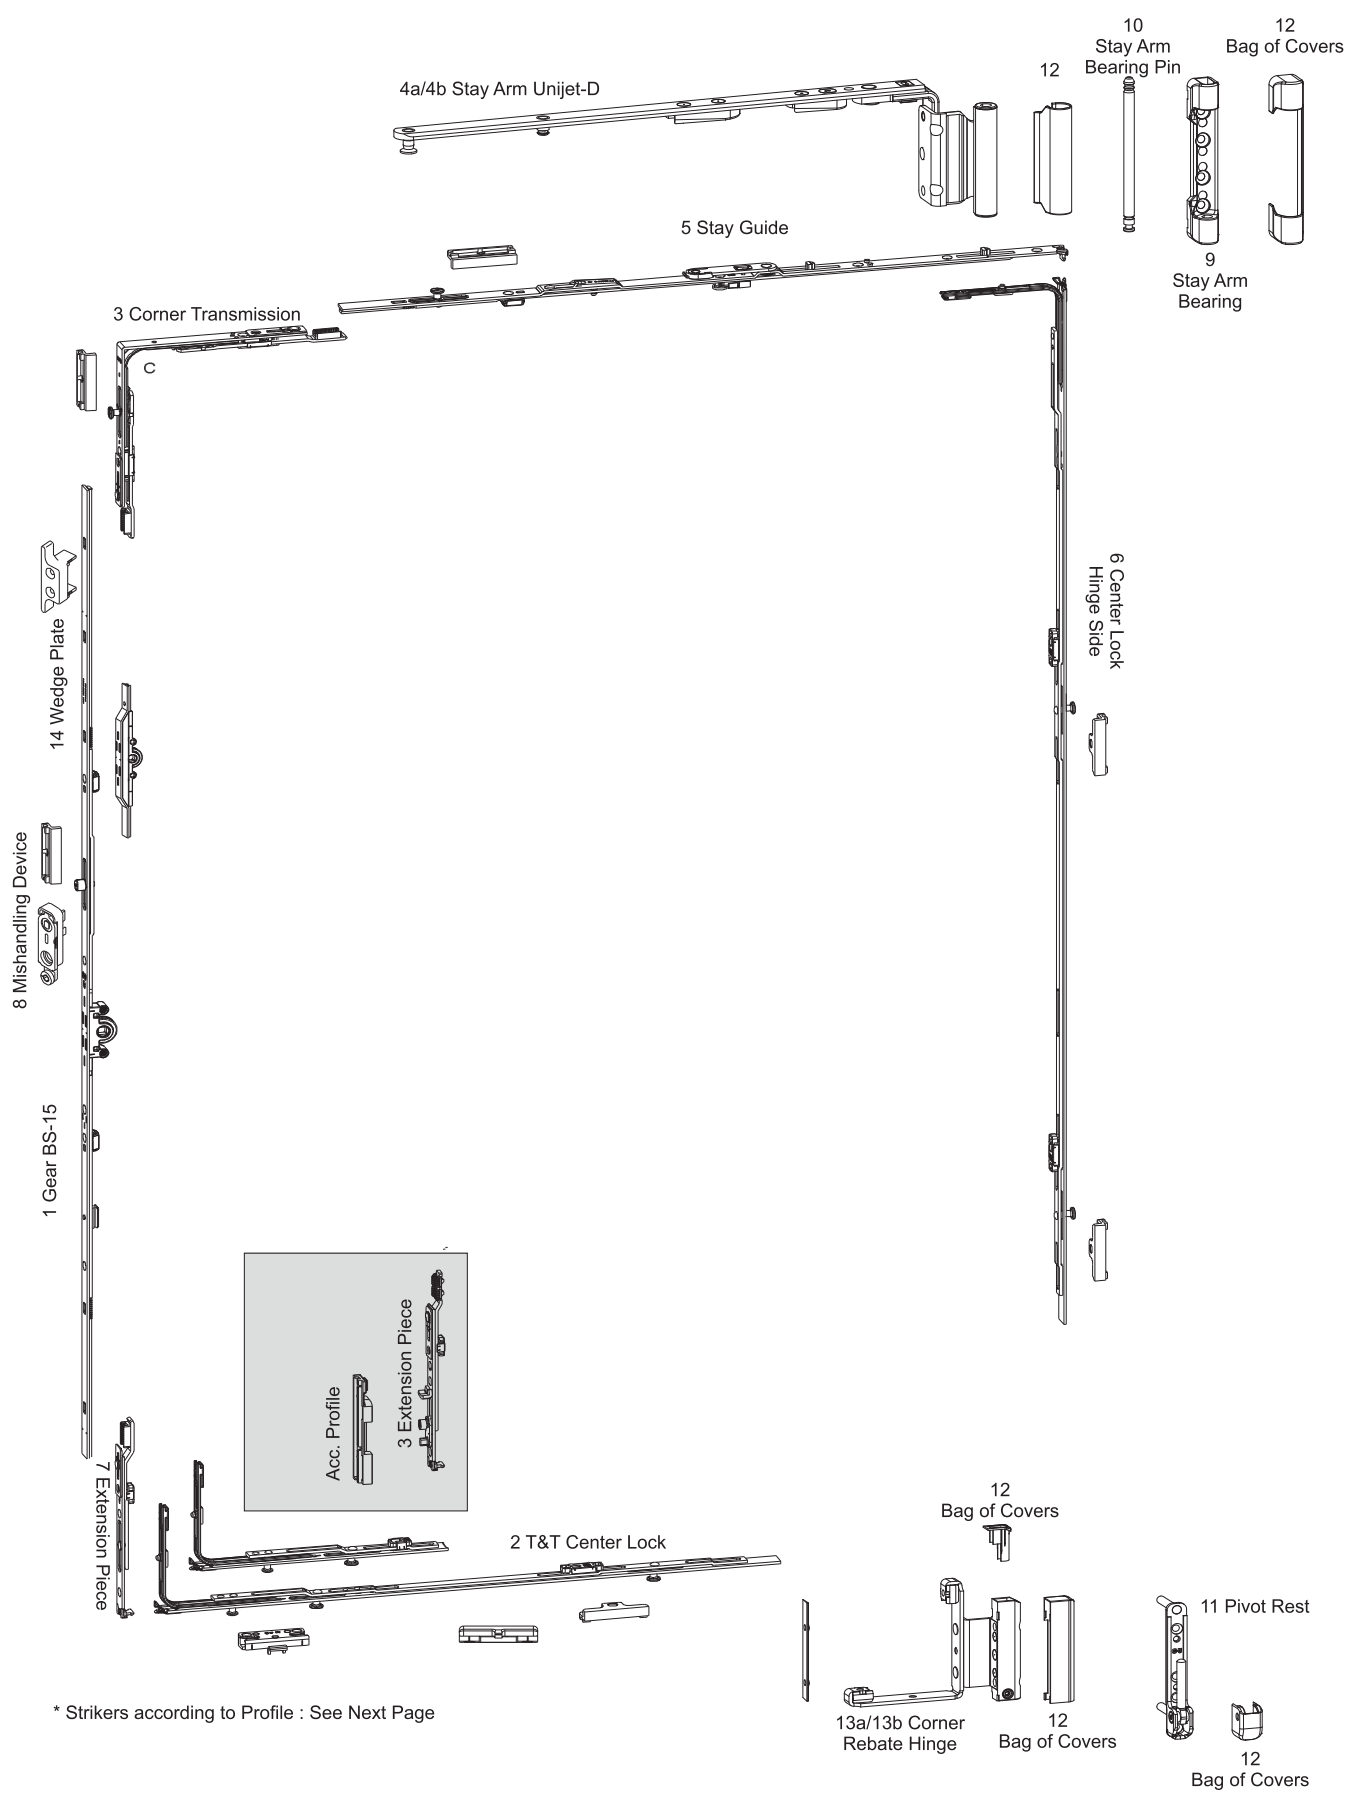 10
Stay Arm
Bearing Pin
12
Bag of Covers
12
4a/4b Stay Arm Unijet-D
5 Stay Guide
9
Stay Arm
Bearing
3 Corner Transmission
C
6 Center Lock
Hinge Side
14 Wedge Plate
8 Mishandling Device
1 Gear BS-15
Acc. Profile
3 Extension Piece
7 Extension Piece
2 T&T Center Lock
12
Bag of Covers
11 Pivot Rest
* Strikers according to Profile : See Next Page
13a/13b Corner
Rebate Hinge
12
Bag of Covers
12
Bag of Covers